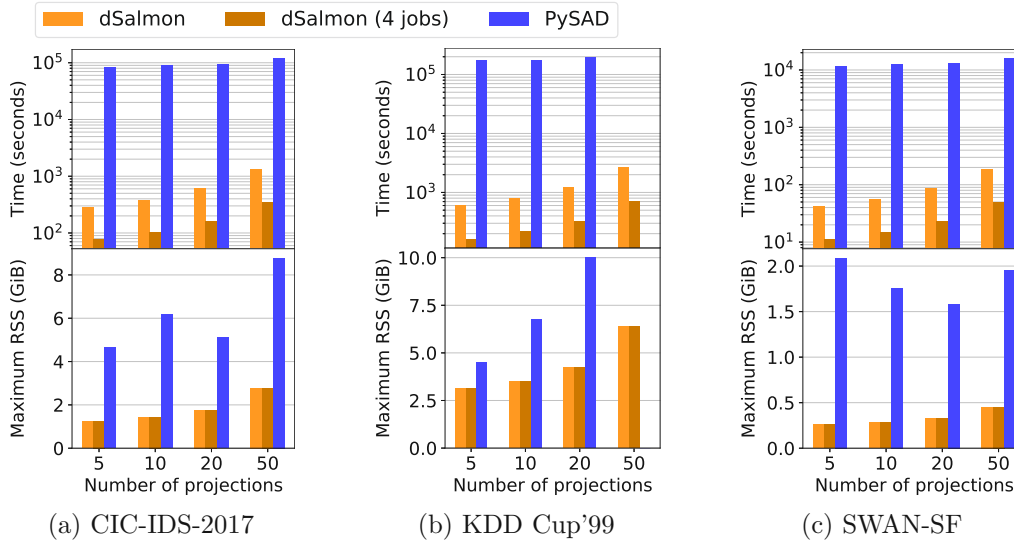 dSalmon dSalmon (4 jobs) PySAD
Time (seconds)
10^5
10^4
10^3
10^2
Maximum RSS (GiB)
8
6
4
2
0
5 10 20 50
Number of projections
(a) CIC-IDS-2017
Time (seconds)
10^5
10^4
10^3
Maximum RSS (GiB)
10.0
7.5
5.0
2.5
0.0
5 10 20 50
Number of projections
(b) KDD Cup'99
Time (seconds)
10^4
10^3
10^2
10^1
Maximum RSS (GiB)
2.0
1.5
1.0
0.5
0.0
5 10 20 50
Number of projections
(c) SWAN-SF